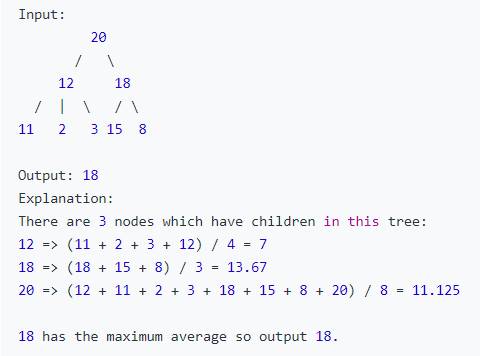 Input:
         20
       /   \
     12     18
  /  |  \   / \
11   2   3 15  8

Output: 18
Explanation:
There are 3 nodes which have children in this tree:
12 => (11 + 2 + 3 + 12) / 4 = 7
18 => (18 + 15 + 8) / 3 = 13.67
20 => (12 + 11 + 2 + 3 + 18 + 15 + 8 + 20) / 8 = 11.125

18 has the maximum average so output 18.